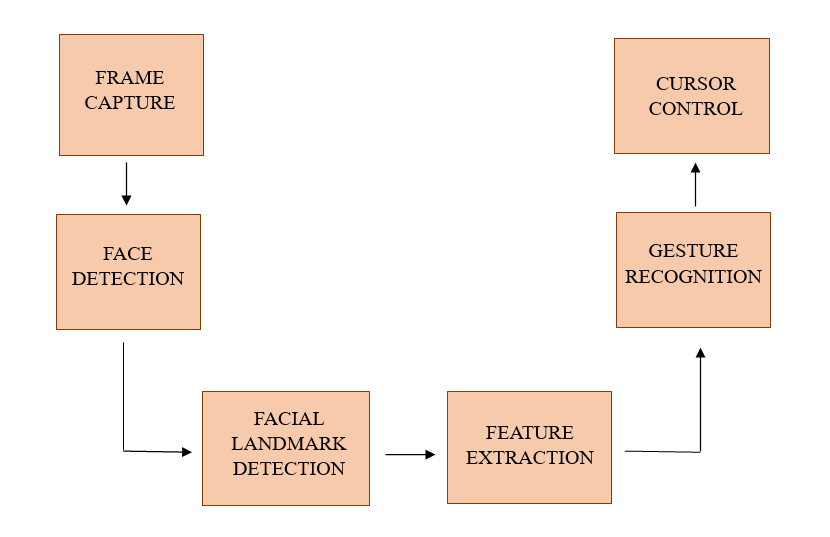 FRAME
CAPTURE
FACE
DETECTION
FACIAL
LANDMARK
DETECTION
FEATURE
EXTRACTION
GESTURE
RECOGNITION
CURSOR
CONTROL